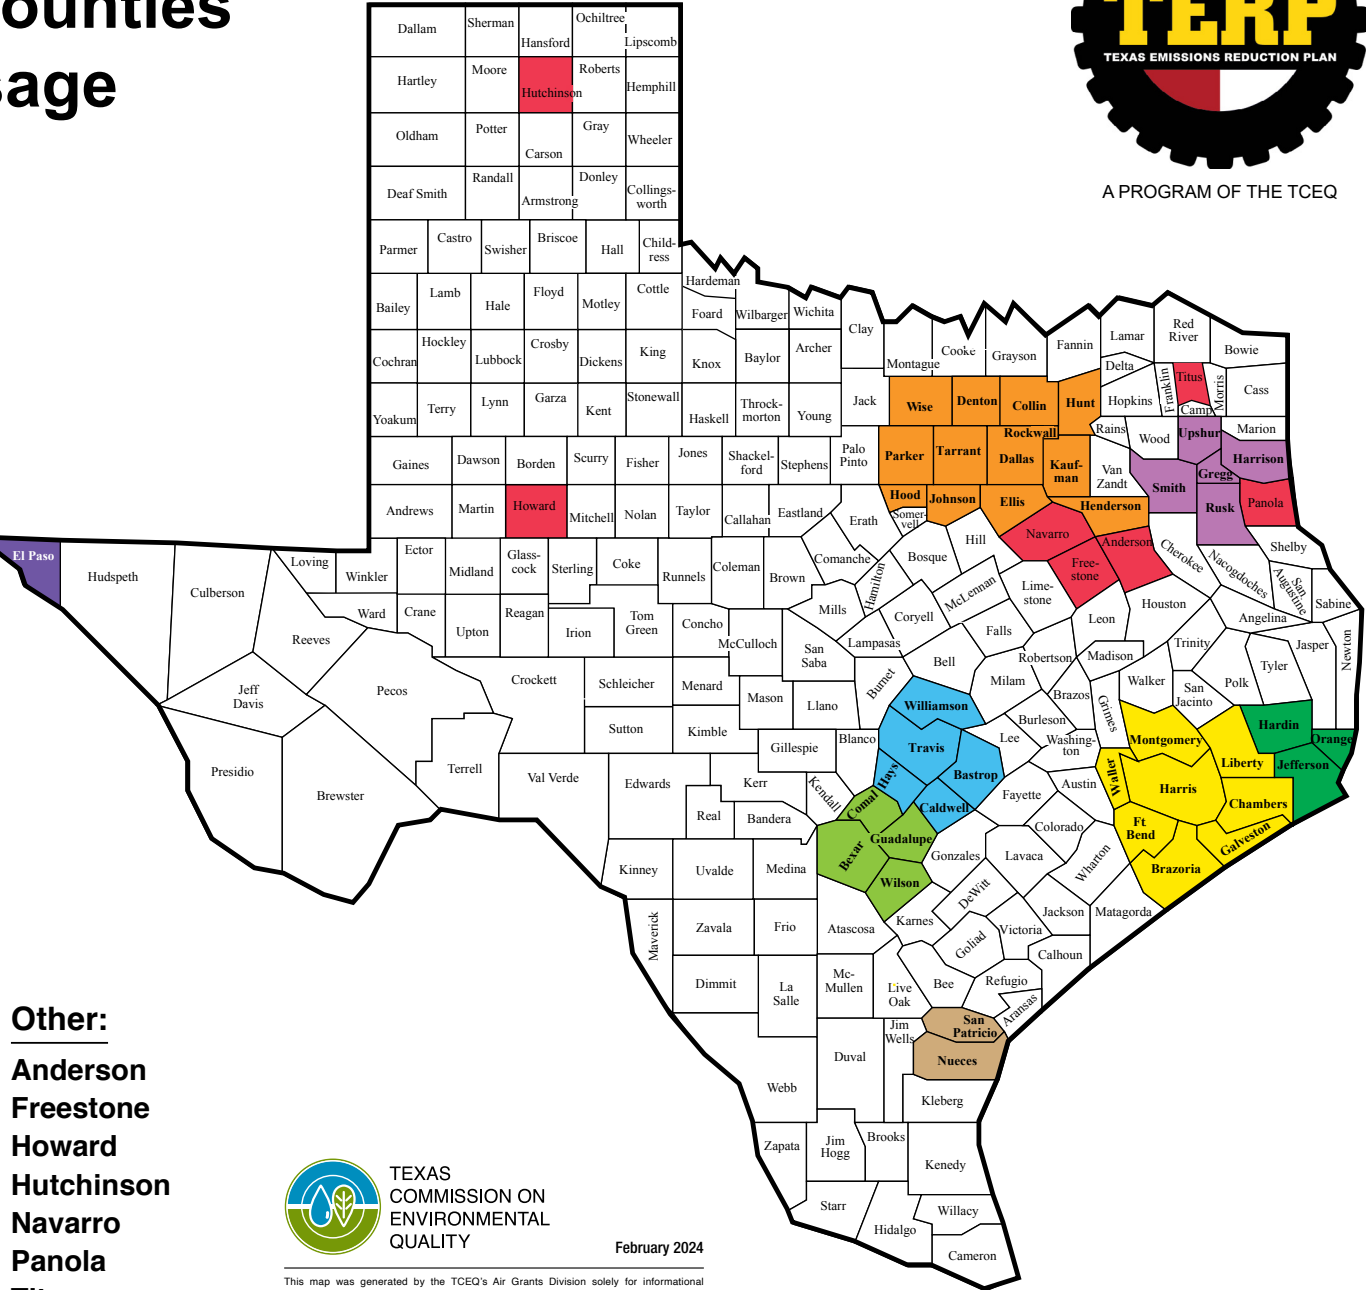 ounties
sage
TERP
TEXAS EMISSIONS REDUCTION PLAN
A PROGRAM OF THE TCEQ
Dallam
Sherman
Hansford
Ochiltree
Lipscomb
Hartley
Moore
Hutchinson
Roberts
Hemphill
Oldham
Potter
Carson
Gray
Wheeler
Deaf Smith
Randall
Armstrong
Donley
Collings-
worth
Parmer
Castro
Swisher
Briscoe
Hall
Child-
ress
Bailey
Lamb
Hale
Floyd
Motley
Cottle
Hardeman
Foard
Wilbarger
Wichita
Clay
Montague
Cooke
Grayson
Fannin
Lamar
Red
River
Bowie
Cochran
Hockley
Lubbock
Crosby
Dickens
King
Knox
Baylor
Archer
Delta
Franklin
Titus
Morris
Cass
Hopkins
Camp
Yoakum
Terry
Lynn
Garza
Kent
Stonewall
Haskell
Throck-
morton
Young
Jack
Wise
Denton
Collin
Hunt
Rockwall
Rains
Wood
Upshur
Marion
Harrison
Gaines
Dawson
Borden
Scurry
Fisher
Jones
Shackel-
ford
Stephens
Palo
Pinto
Parker
Tarrant
Dallas
Kauf-
man
Van
Zandt
Smith
Gregg
Rusk
Panola
Andrews
Martin
Howard
Mitchell
Nolan
Taylor
Callahan
Eastland
Erath
Hood
Somer-
vell
Johnson
Ellis
Henderson
Navarro
Anderson
Cherokee
Nacogdoches
Shelby
San
Augustine
Sabine
El Paso
Hudspeth
Culberson
Loving
Winkler
Ector
Midland
Glass-
cock
Sterling
Coke
Runnels
Coleman
Brown
Comanche
Hamilton
Bosque
Hill
Free-
stone
Lime-
stone
McLennan
Reeves
Ward
Crane
Upton
Reagan
Irion
Tom
Green
Concho
McCulloch
Mills
San
Saba
Lampasas
Coryell
Falls
Leon
Houston
Angelina
Trinity
Jasper
Newton
Jeff
Davis
Pecos
Crockett
Schleicher
Menard
Mason
Llano
Burnet
Bell
Milam
Robertson
Madison
Brazos
Walker
Grimes
San
Jacinto
Polk
Tyler
Presidio
Brewster
Terrell
Val Verde
Sutton
Kimble
Gillespie
Blanco
Williamson
Travis
Lee
Burleson
Washing-
ton
Montgomery
Liberty
Hardin
Orange
Jefferson
Edwards
Kerr
Kendall
Hays
Bastrop
Fayette
Austin
Waller
Harris
Chambers
Real
Bandera
Comal
Caldwell
Guadalupe
Colorado
Ft
Bend
Galveston
Kinney
Uvalde
Medina
Bexar
Wilson
Gonzales
Lavaca
Wharton
Brazoria
Maverick
Zavala
Frio
Atascosa
Karnes
DeWitt
Jackson
Matagorda
Goliad
Victoria
Calhoun
Dimmit
La
Salle
Mc-
Mullen
Live
Oak
Bee
Refugio
Aransas
San
Patricio
Nueces
Jim
Wells
Duval
Webb
Kleberg
Zapata
Jim
Hogg
Brooks
Kenedy
Starr
Hidalgo
Willacy
Cameron
Other:
Anderson
Freestone
Howard
Hutchinson
Navarro
Panola
TEXAS
COMMISSION ON
ENVIRONMENTAL
QUALITY
February 2024
This map was generated by the TCEQ's Air Grants Division solely for informational